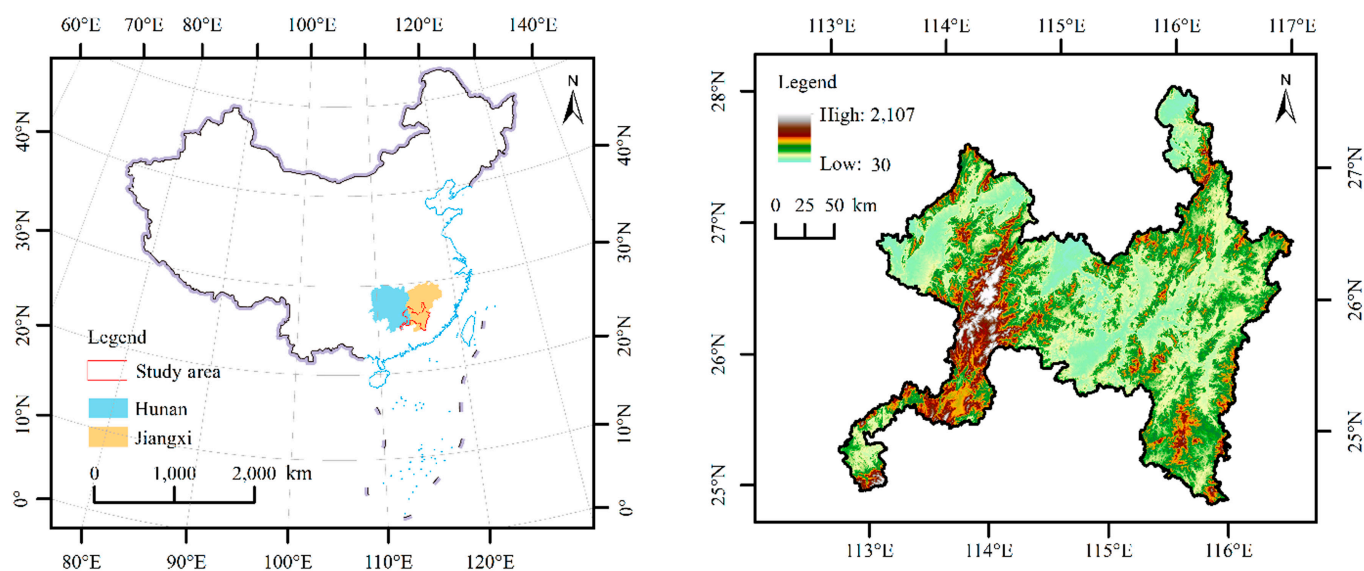 60°E 70°E 80°E 90°E 100°E 120°E 140°E
N
40°N
30°N
20°N
10°N
0°
40°N
30°N
20°N
10°N
0°
Legend
Study area
Hunan
Jiangxi
0 1,000 2,000 km
80°E 90°E 100°E 110°E 120°E
113°E 114°E 115°E 116°E 117°E
N
Legend
High: 2,107
Low: 30
0 25 50 km
28°N
27°N
26°N
25°N
27°N
26°N
25°N
113°E 114°E 115°E 116°E